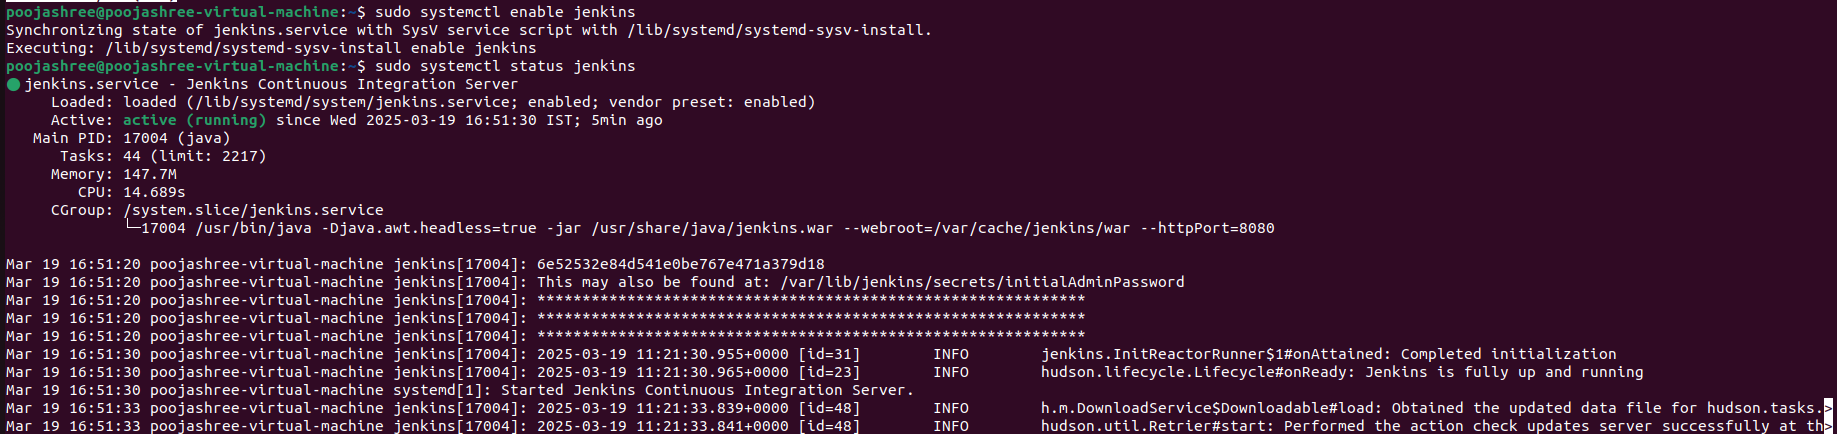 poojashree@poojashree-virtual-machine:~$ sudo systemctl enable jenkins
Synchronizing state of jenkins.service with SysV service script with /lib/systemd/systemd-sysv-install.
Executing: /lib/systemd/systemd-sysv-install enable jenkins
poojashree@poojashree-virtual-machine:~$ sudo systemctl status jenkins
● jenkins.service - Jenkins Continuous Integration Server
     Loaded: loaded (/lib/systemd/system/jenkins.service; enabled; vendor preset: enabled)
     Active: active (running) since Wed 2025-03-19 16:51:30 IST; 5min ago
   Main PID: 17004 (java)
      Tasks: 44 (limit: 2217)
     Memory: 147.7M
        CPU: 14.689s
     CGroup: /system.slice/jenkins.service
             └─17004 /usr/bin/java -Djava.awt.headless=true -jar /usr/share/java/jenkins.war --webroot=/var/cache/jenkins/war --httpPort=8080
Mar 19 16:51:20 poojashree-virtual-machine jenkins[17004]: 6e52532e84d541e0be767e471a379d18
Mar 19 16:51:20 poojashree-virtual-machine jenkins[17004]: This may also be found at: /var/lib/jenkins/secrets/initialAdminPassword
Mar 19 16:51:20 poojashree-virtual-machine jenkins[17004]: *************************************************************
Mar 19 16:51:20 poojashree-virtual-machine jenkins[17004]: *************************************************************
Mar 19 16:51:20 poojashree-virtual-machine jenkins[17004]: *************************************************************
Mar 19 16:51:30 poojashree-virtual-machine jenkins[17004]: 2025-03-19 11:21:30.955+0000 [id=31]        INFO        jenkins.InitReactorRunner$1#onAttained: Completed initialization
Mar 19 16:51:30 poojashree-virtual-machine jenkins[17004]: 2025-03-19 11:21:30.965+0000 [id=23]        INFO        hudson.lifecycle.Lifecycle#onReady: Jenkins is fully up and running
Mar 19 16:51:30 poojashree-virtual-machine systemd[1]: Started Jenkins Continuous Integration Server.
Mar 19 16:51:33 poojashree-virtual-machine jenkins[17004]: 2025-03-19 11:21:33.839+0000 [id=48]        INFO        h.m.DownloadService$Downloadable#load: Obtained the updated data file for hudson.tasks.>
Mar 19 16:51:33 poojashree-virtual-machine jenkins[17004]: 2025-03-19 11:21:33.841+0000 [id=48]        INFO        hudson.util.Retrier#start: Performed the action check updates server successfully at th>